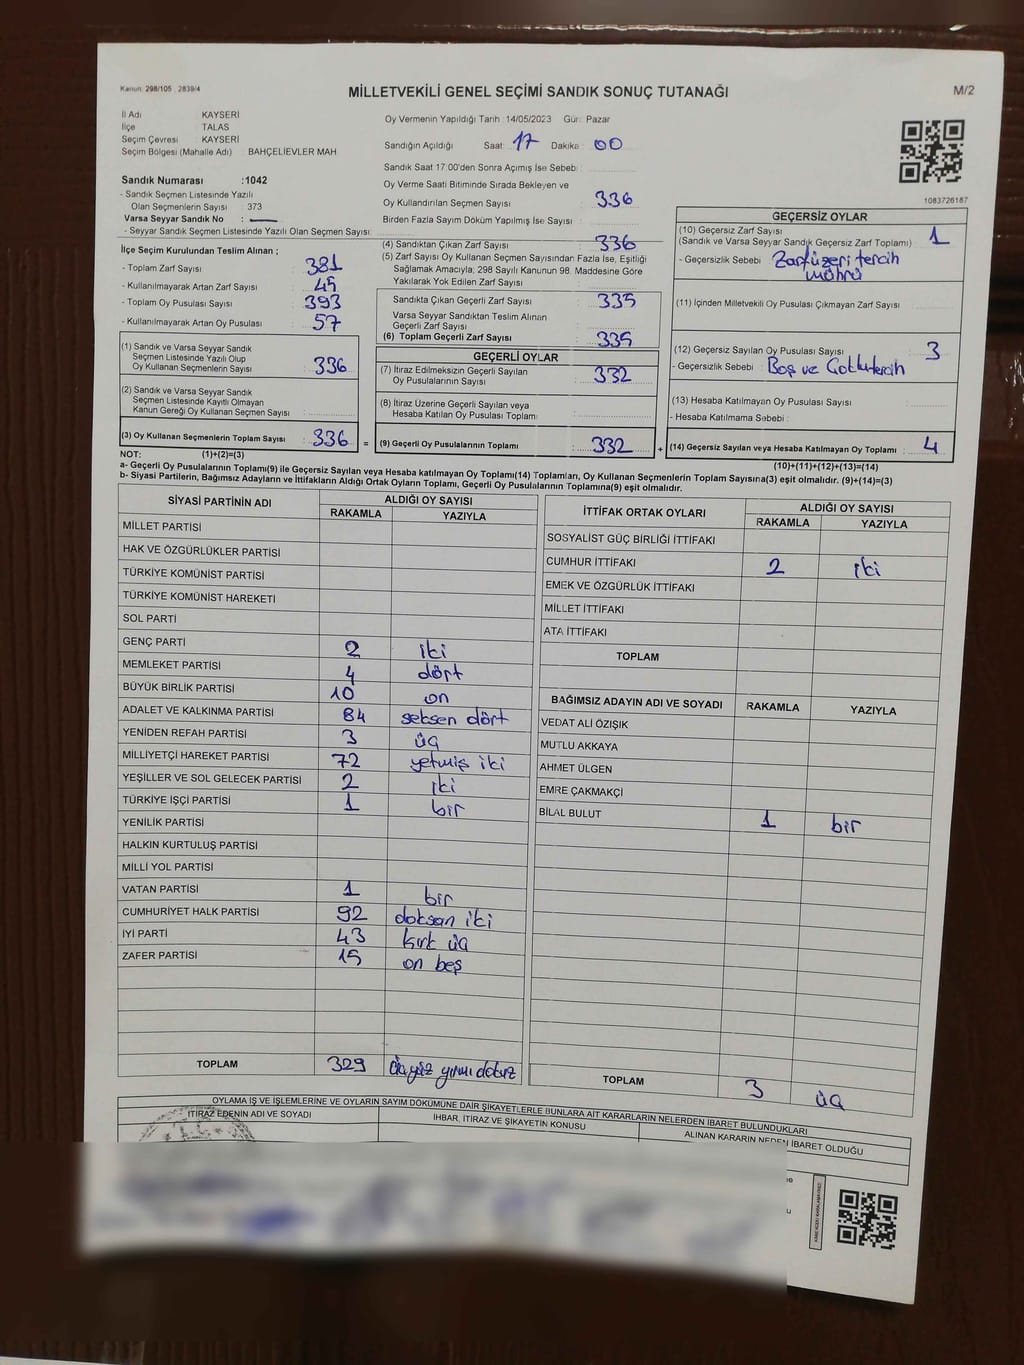 Kanun: 298/105 , 2839/4
MİLLETVEKİLİ GENEL SEÇİMİ SANDIK SONUÇ TUTANAĞI
M/2
İl Adı KAYSERİ
İlçe TALAS
Seçim Çevresi KAYSERİ
Seçim Bölgesi (Mahalle Adı) BAHÇELİEVLER MAH
Sandık Numarası :1042
- Sandık Seçmen Listesinde Yazılı
Olan Seçmenlerin Sayısı 373
Varsa Seyyar Sandık No :
- Seyyar Sandık Seçmen Listesinde Yazılı Olan Seçmen Sayısı:
İlçe Seçim Kurulundan Teslim Alınan ;
- Toplam Zarf Sayısı : 381
- Kullanılmayarak Artan Zarf Sayısı : 45
- Toplam Oy Pusulası Sayısı : 393
- Kullanılmayarak Artan Oy Pusulası : 57
(1) Sandık ve Varsa Seyyar Sandık
Seçmen Listesinde Yazılı Olup
Oy Kullanan Seçmenlerin Sayısı : 336
(2) Sandık ve Varsa Seyyar Sandık
Seçmen Listesinde Kayıtlı Olmayan
Kanun Gereği Oy Kullanan Seçmen Sayısı :
(3) Oy Kullanan Seçmenlerin Toplam Sayısı : 336 =
Oy Vermenin Yapıldığı Tarih :14/05/2023 Gün: Pazar
Sandığın Açıldığı Saat: 17 Dakika: 00
Sandık Saat 17:00'den Sonra Açımış İse Sebebi :
Oy Verme Saati Bitiminde Sırada Bekleyen ve
Oy Kullandırılan Seçmen Sayısı : 336
Birden Fazla Sayım Döküm Yapılmış İse Sayısı :
(4) Sandıktan Çıkan Zarf Sayısı : 336
(5) Zarf Sayısı Oy Kullanan Seçmen Sayısından Fazla İse, Eşitliği
Sağlamak Amacıyla; 298 Sayılı Kanunun 98. Maddesine Göre
Yakılarak Yok Edilen Zarf Sayısı :
Sandıkta Çıkan Geçerli Zarf Sayısı : 335
Varsa Seyyar Sandıktan Teslim Alınan
Geçerli Zarf Sayısı :
(6) Toplam Geçerli Zarf Sayısı : 335
GEÇERLİ OYLAR
(7) İtiraz Edilmeksizin Geçerli Sayılan
Oy Pusulalarının Sayısı : 332
(8) İtiraz Üzerine Geçerli Sayılan veya
Hesaba Katılan Oy Pusulası Toplamı :
(9) Geçerli Oy Pusulalarının Toplamı : 332 +
1083726187
GEÇERSİZ OYLAR
(10) Geçersiz Zarf Sayısı
(Sandık ve Varsa Seyyar Sandık Geçersiz Zarf Toplamı) : 1
- Geçersizlik Sebebi : Zarf üzeri tercih
mührü
(11) İçinden Milletvekili Oy Pusulası Çıkmayan Zarf Sayısı:
(12) Geçersiz Sayılan Oy Pusulası Sayısı : 3
- Geçersizlik Sebebi : Boş ve Çoklu tercih
(13) Hesaba Katılmayan Oy Pusulası Sayısı :
- Hesaba Katılmama Sebebi :
(14) Geçersiz Sayılan veya Hesaba Katılmayan Oy Toplamı : 4
NOT: (1)+(2)=(3) (10)+(11)+(12)+(13)=(14)
a- Geçerli Oy Pusulalarının Toplamı(9) ile Geçersiz Sayılan veya Hesaba katılmayan Oy Toplamı(14) Toplamları, Oy Kullanan Seçmenlerin Toplam Sayısına(3) eşit olmalıdır. (9)+(14)=(3)
b- Siyasi Partilerin, Bağımsız Adayların ve İttifakların Aldığı Ortak Oyların Toplamı, Geçerli Oy Pusulalarının Toplamına(9) eşit olmalıdır.
SİYASİ PARTİNİN ADI ALDIĞI OY SAYISI
RAKAMLA YAZIYLA
MİLLET PARTİSİ
HAK VE ÖZGÜRLÜKLER PARTİSİ
TÜRKİYE KOMÜNİST PARTİSİ
TÜRKİYE KOMÜNİST HAREKETİ
SOL PARTİ
GENÇ PARTİ 2 iki
MEMLEKET PARTİSİ 4 dört
BÜYÜK BİRLİK PARTİSİ 10 on
ADALET VE KALKINMA PARTİSİ 84 seksen dört
YENİDEN REFAH PARTİSİ 3 üç
MİLLİYETÇİ HAREKET PARTİSİ 72 yetmiş iki
YEŞİLLER VE SOL GELECEK PARTİSİ 2 iki
TÜRKİYE İŞÇİ PARTİSİ 1 bir
YENİLİK PARTİSİ
HALKIN KURTULUŞ PARTİSİ
MİLLİ YOL PARTİSİ
VATAN PARTİSİ 1 bir
CUMHURİYET HALK PARTİSİ 92 doksan iki
İYİ PARTİ 43 kırk üç
ZAFER PARTİSİ 15 on beş
TOPLAM 329 üçyüz yirmi dokuz
İTTİFAK ORTAK OYLARI ALDIĞI OY SAYISI
RAKAMLA YAZIYLA
SOSYALİST GÜÇ BİRLİĞİ İTTİFAKI
CUMHUR İTTİFAKI 2 iki
EMEK VE ÖZGÜRLÜK İTTİFAKI
MİLLET İTTİFAKI
ATA İTTİFAKI
TOPLAM
BAĞIMSIZ ADAYIN ADI VE SOYADI RAKAMLA YAZIYLA
VEDAT ALİ ÖZIŞIK
MUTLU AKKAYA
AHMET ÜLGEN
EMRE ÇAKMAKÇİ
BİLAL BULUT 1 bir
TOPLAM 3 üç
OYLAMA İŞ VE İŞLEMLERİNE VE OYLARIN SAYIM DÖKÜMÜNE DAİR ŞİKAYETLERLE BUNLARA AİT KARARLARIN NELERDEN İBARET BULUNDUKLARI
İTİRAZ EDENİN ADI VE SOYADI İHBAR, İTİRAZ VE ŞİKAYETİN KONUSU ALINAN KARARIN NEDEN İBARET OLDUĞU